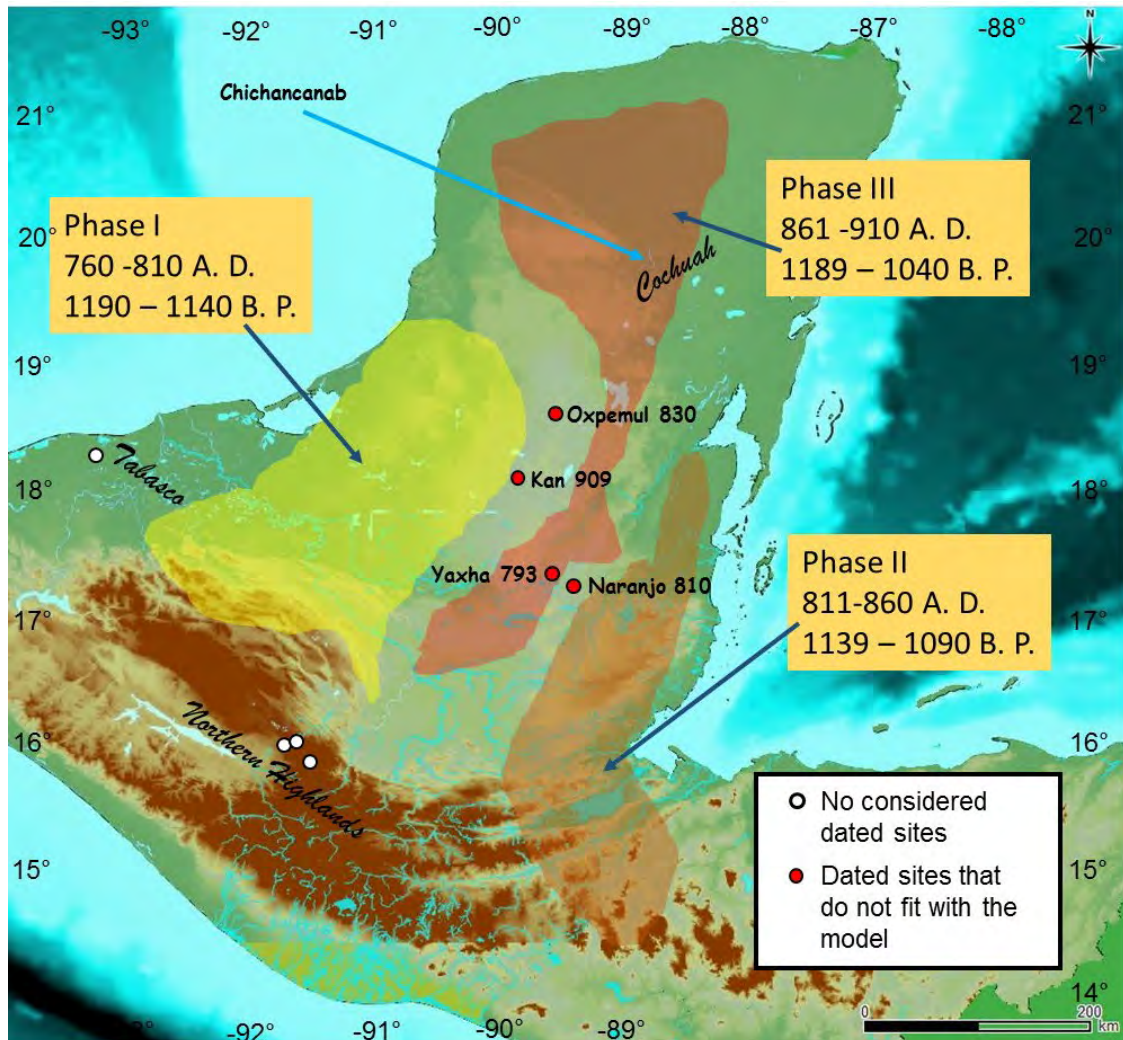 -93° -92° -91° -90° -89° -88° -87° -88°
N
Chichancanab
21° 21°
Phase I
760 -810 A. D.
1190 – 1140 B. P.
Phase III
861 -910 A. D.
1189 – 1040 B. P.
20° 20°
Cochuah
19° 19°
Oxpemul 830
Tabasco
Kan 909
18° 18°
Yaxha 793
Naranjo 810
Phase II
811-860 A. D.
1139 – 1090 B. P.
17° 17°
Northern Highlands
16° 16°
No considered
dated sites
Dated sites that
do not fit with the
model
15° 15°
14°
-91° -90° -89°
0 200
km